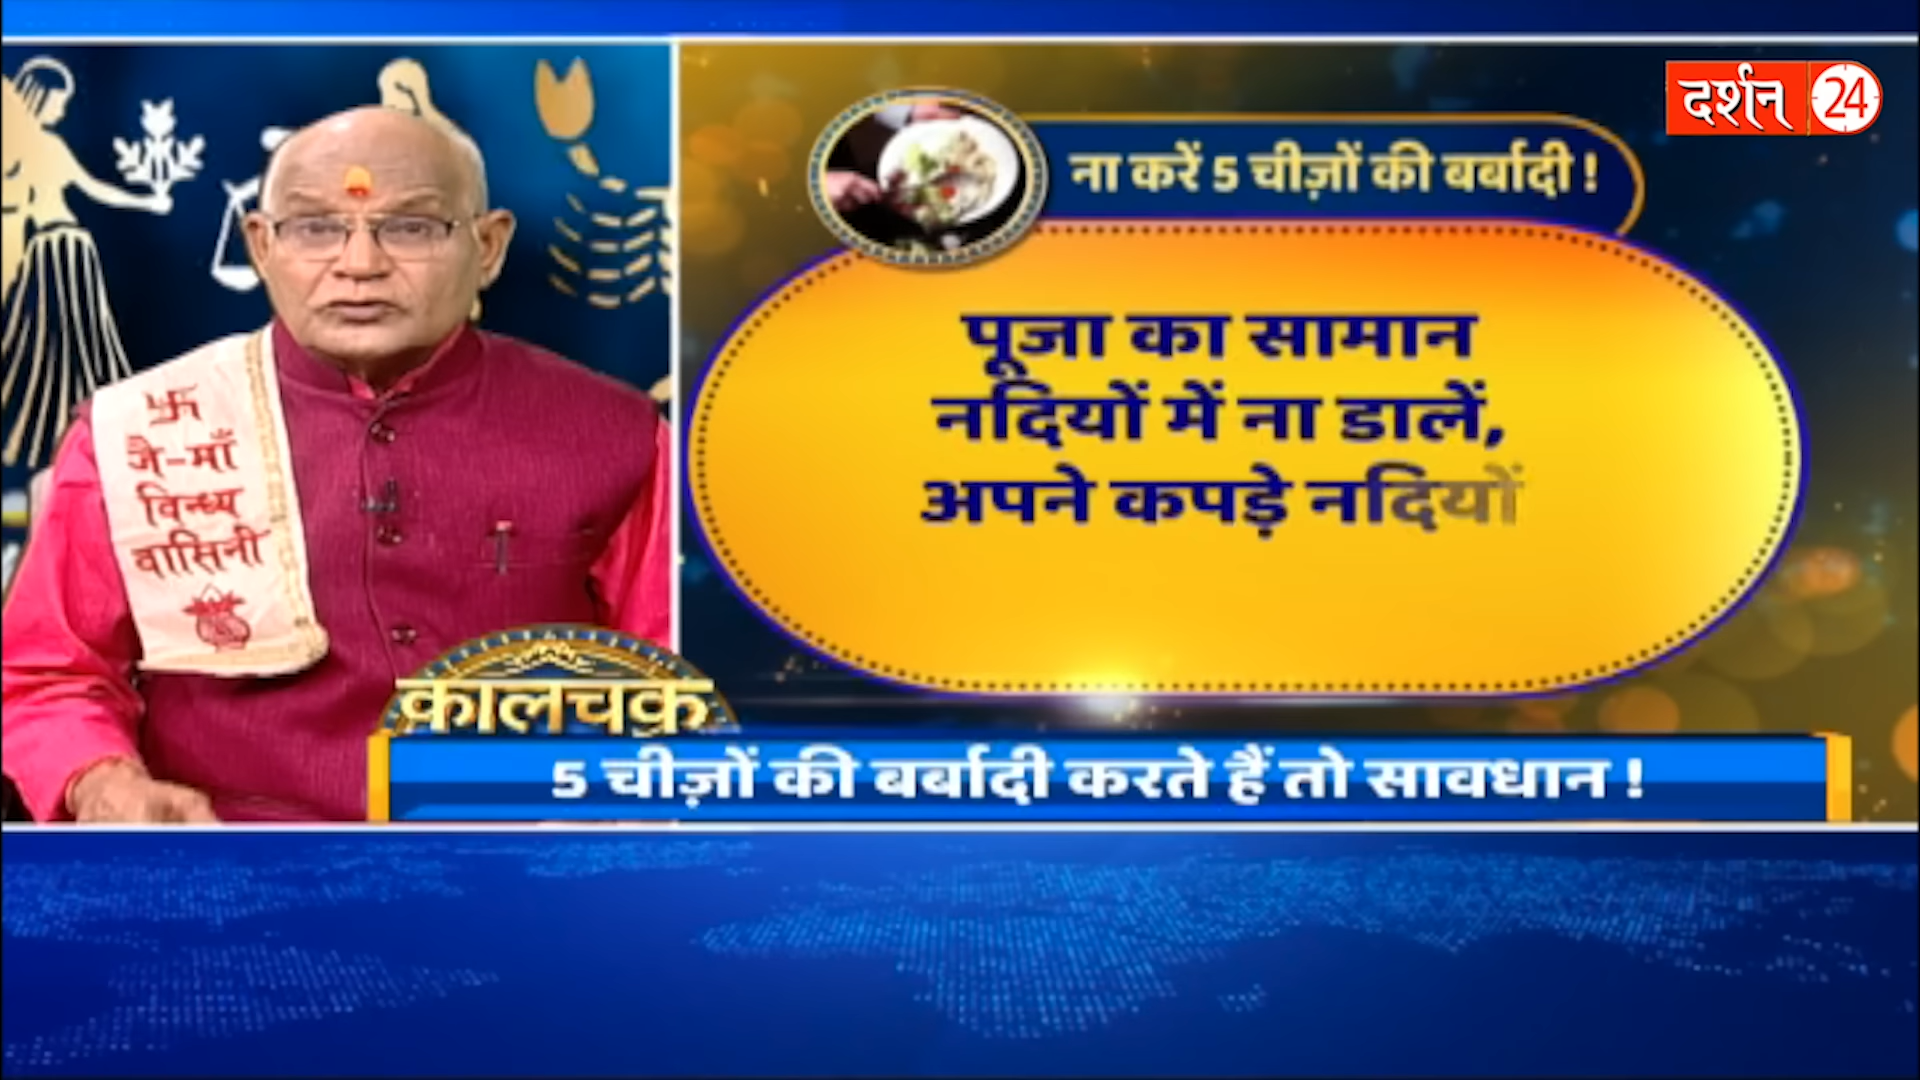 दर्शन 24
ना करें 5 चीज़ों की बर्बादी !
पूजा का सामान
नदियों में ना डालें,
अपने कपड़े नदियों
जै-माँ
विन्ध्य
वासिनी
कालचक्र
5 चीज़ों की बर्बादी करते हैं तो सावधान !